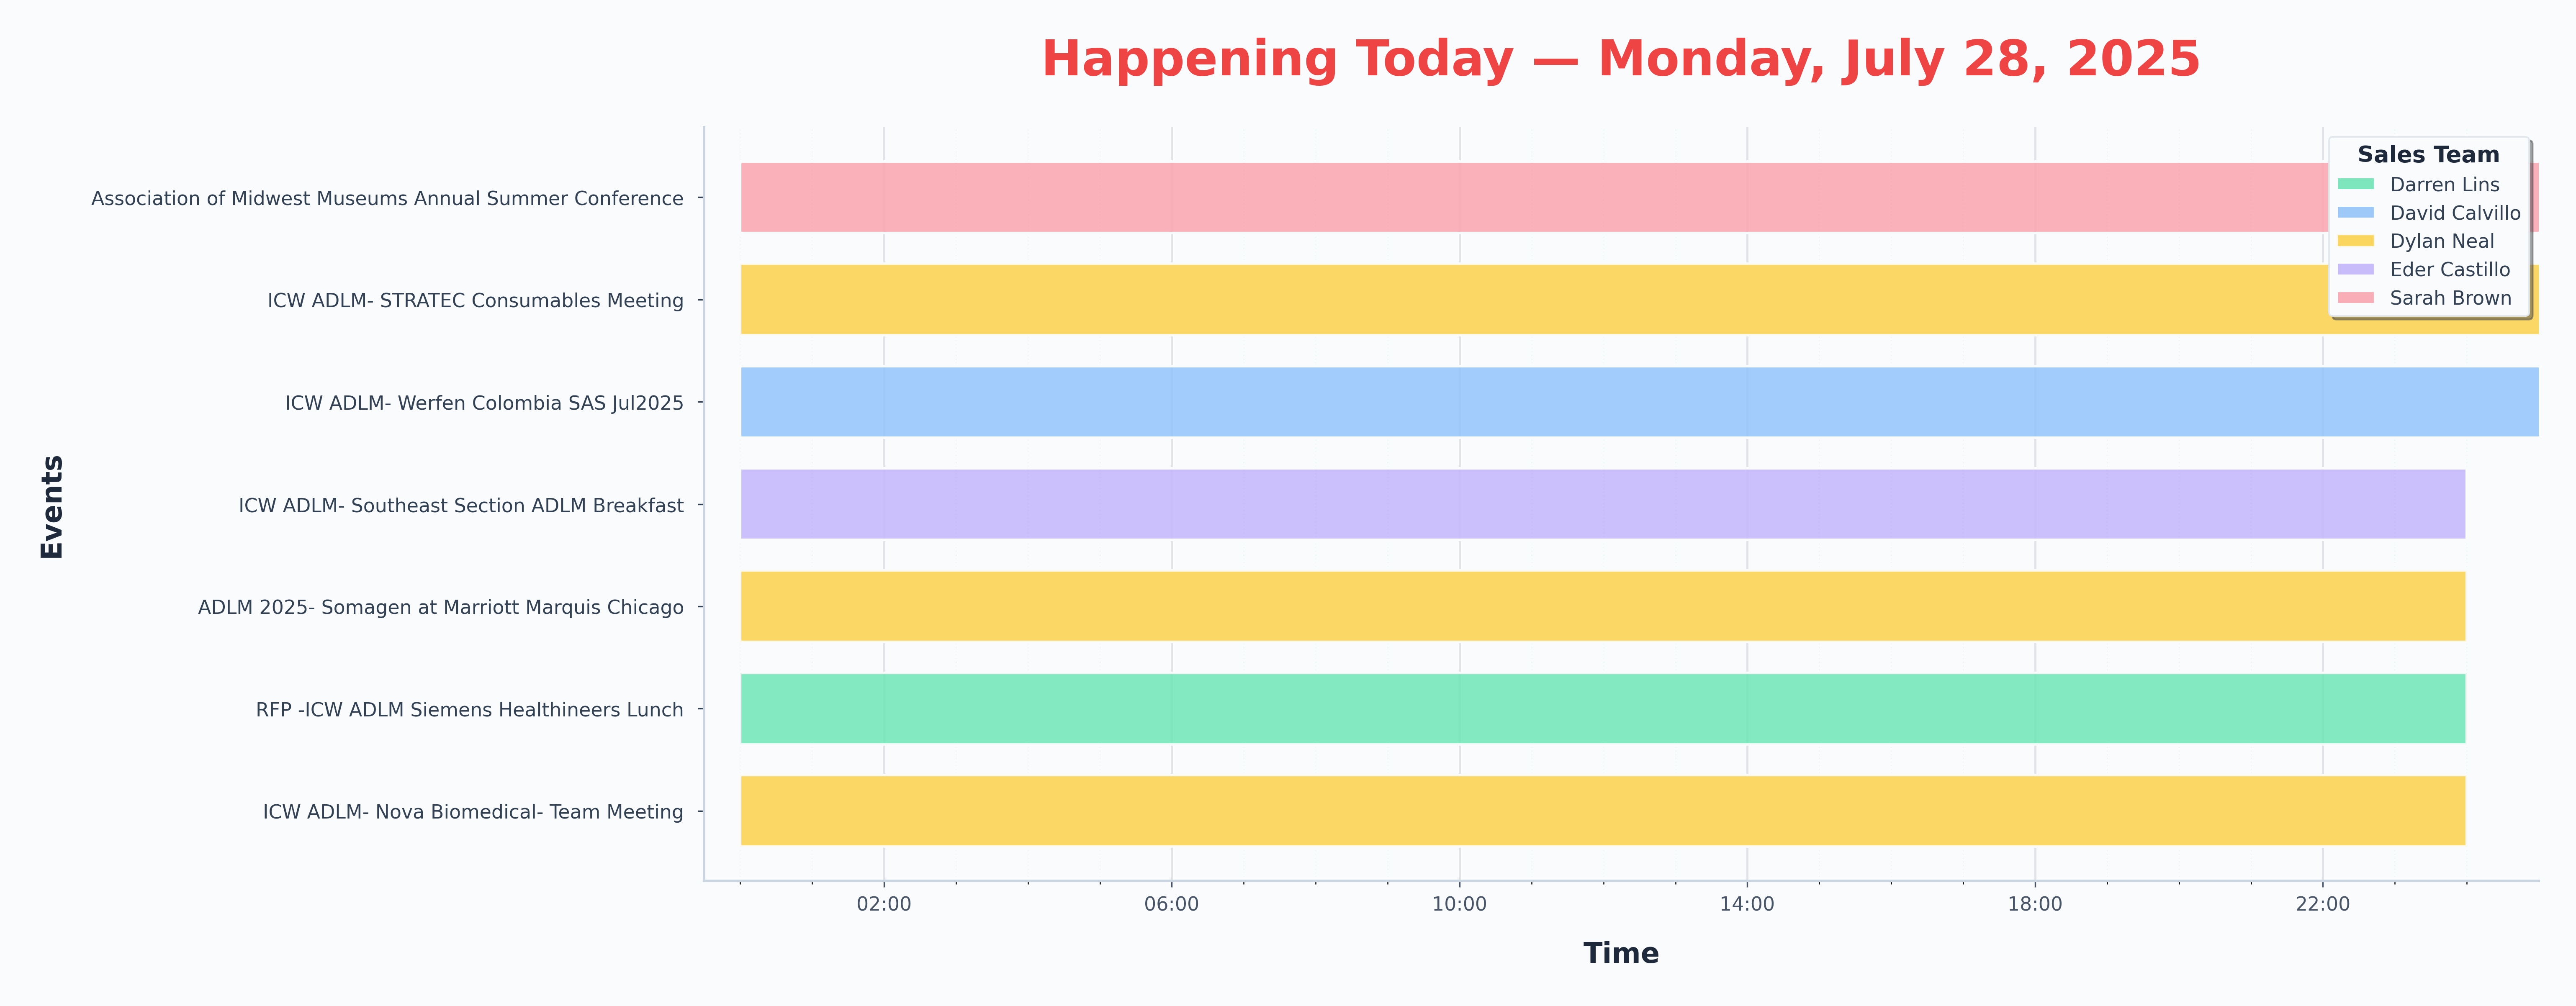 Happening Today — Monday, July 28, 2025
Sales Team
Darren Lins
David Calvillo
Dylan Neal
Eder Castillo
Sarah Brown
Events
Association of Midwest Museums Annual Summer Conference
ICW ADLM- STRATEC Consumables Meeting
ICW ADLM- Werfen Colombia SAS Jul2025
ICW ADLM- Southeast Section ADLM Breakfast
ADLM 2025- Somagen at Marriott Marquis Chicago
RFP -ICW ADLM Siemens Healthineers Lunch
ICW ADLM- Nova Biomedical- Team Meeting
02:00 06:00 10:00 14:00 18:00 22:00
Time